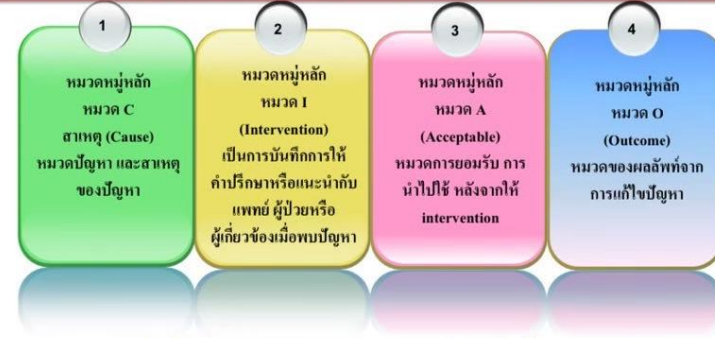 1
หมวดหมู่หลัก
หมวด C
สาเหตุ (Cause)
หมวดปัญหา และสาเหตุ
ของปัญหา
2
หมวดหมู่หลัก
หมวด I
(Intervention)
เป็นการบันทึกการให้
คำปรึกษาหรือแนะนำกับ
แพทย์ ผู้ป่วยหรือ
ผู้เกี่ยวข้องเมื่อพบปัญหา
3
หมวดหมู่หลัก
หมวด A
(Acceptable)
หมวดการยอมรับ การ
นำไปใช้ หลังจากให้
intervention
4
หมวดหมู่หลัก
หมวด O
(Outcome)
หมวดของผลลัพท์จาก
การแก้ไขปัญหา